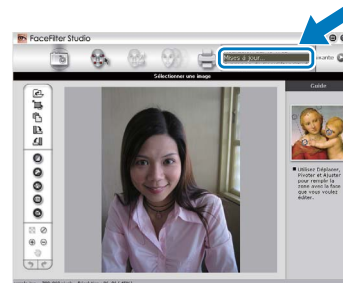 FaceFilter Studio
Mises à jour...
Sélectionner une image
Guide
Utilisez Déplacer,
Pivoter et Ajuster
pour remplir la
zone avec la face
que vous voulez
éditer.